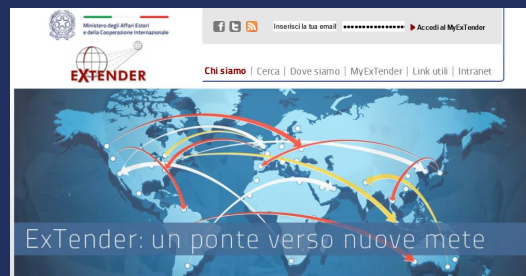 Ministero degli Affari Esteri
e della Cooperazione Internazionale
Inserisci la tua email
Accedi al MyExTender
EXTENDER
Chi siamo | Cerca | Dove siamo | MyExTender | Link utili | Intranet
ExTender: un ponte verso nuove mete